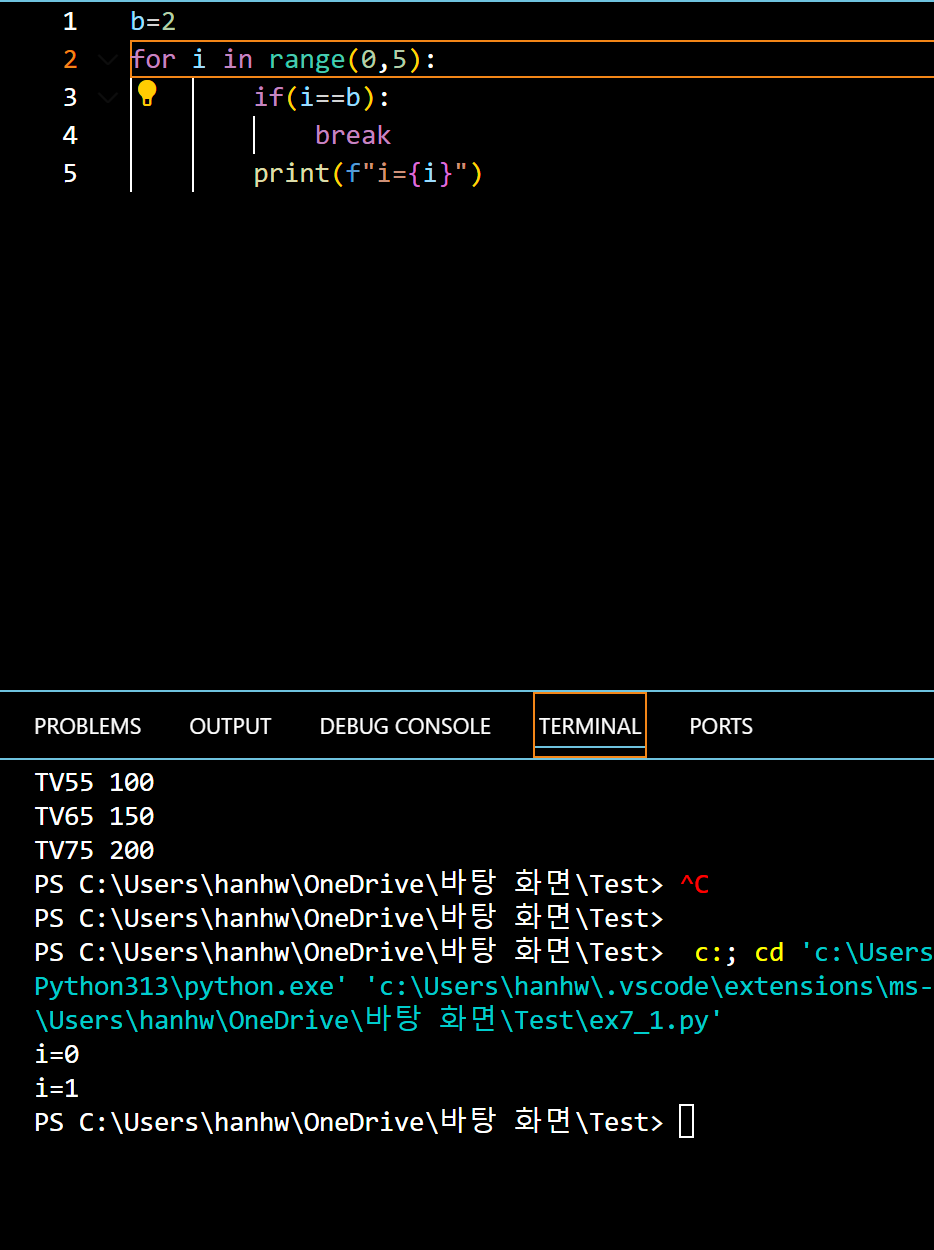 1 b=2
2 for i in range(0,5):
3 if(i==b):
4 break
5 print(f"i={i}")
PROBLEMS OUTPUT DEBUG CONSOLE TERMINAL PORTS
TV55 100
TV65 150
TV75 200
PS C:\Users\hanhw\OneDrive\바탕 화면\Test> ^C
PS C:\Users\hanhw\OneDrive\바탕 화면\Test>
PS C:\Users\hanhw\OneDrive\바탕 화면\Test>  c:; cd 'c:\Users
Python313\python.exe' 'c:\Users\hanhw\.vscode\extensions\ms-
\Users\hanhw\OneDrive\바탕 화면\Test\ex7_1.py'
i=0
i=1
PS C:\Users\hanhw\OneDrive\바탕 화면\Test>